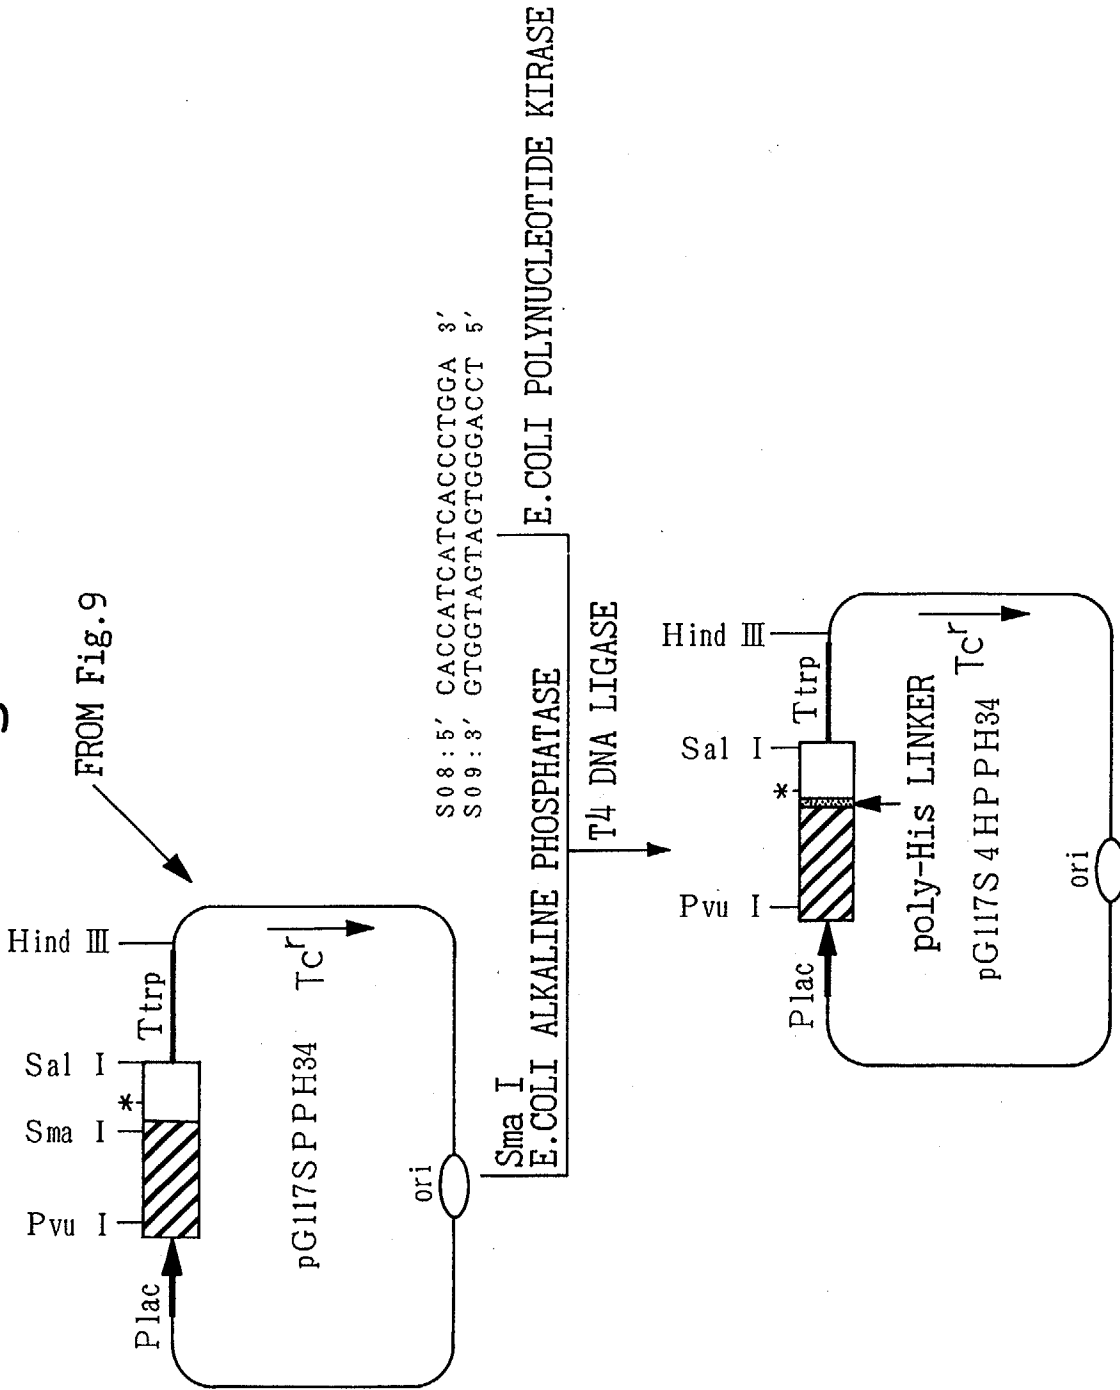 FROM Fig.9
Hind III
Sal I
*
Sma I
Pvu I
Ttrp
Plac
Tcr
pG117SPPH34
ori
S08:5' CACCATCATCACCCTGGA 3'
S09:3' GTGGTAGTAGTGGGACCT 5'
Sma I
E.COLI ALKALINE PHOSPHATASE
E.COLI POLYNUCLEOTIDE KIRASE
T4 DNA LIGASE
Hind III
Sal I
*
Pvu I
Ttrp
Plac
Tcr
poly-His LINKER
pG117S4HPPH34
ori